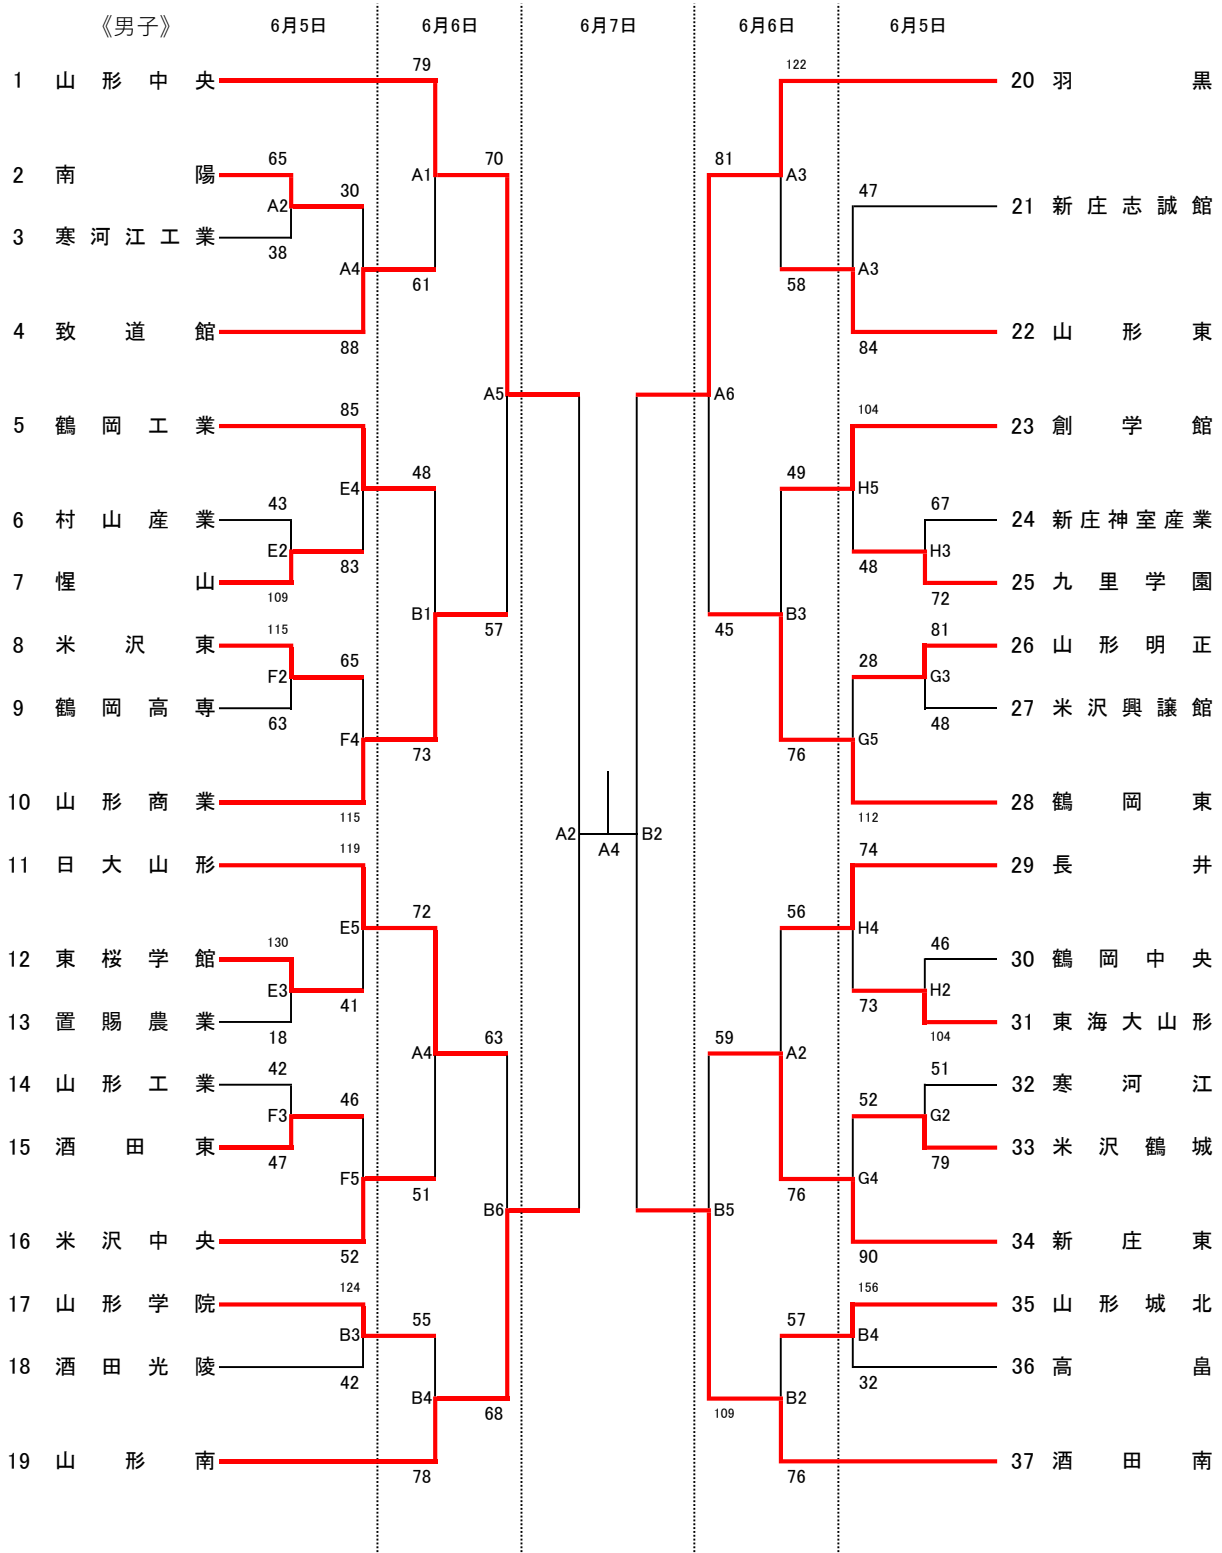 《男子》 6月5日 6月6日 6月7日 6月6日 6月5日
79 122
1 山形中央 20 羽黒
65 70 81 47
2 南陽 A1 A3
30
A2 21 新庄志誠館
3 寒河江工業
38 A4 A3
61 58
4 致道館 22 山形東
88 84
A5 A6
85 104
5 鶴岡工業 23 創学館
48 49
E4 H5
43 67
6 村山産業 24 新庄神室産業
E2 H3
83 48
7 惺山 25 九里学園
109 72
B1 B3
115 57 45 81
8 米沢東 26 山形明正
65 28
F2 G3
9 鶴岡高専 27 米沢興譲館
63 48
F4 G5
73 76
10 山形商業 28 鶴岡東
115 112
A2 B2
119 A4 74
11 日大山形 29 長井
72 56
E5 H4
130 46
12 東桜学館 30 鶴岡中央
E3 H2
41 73
13 置賜農業 31 東海大山形
18 104
63 59
A4 A2
42 51
14 山形工業 32 寒河江
46 52
F3 G2
15 酒田東 33 米沢鶴城
47 79
F5 G4
51 76
B6 B5
16 米沢中央 34 新庄東
52 90
124 156
17 山形学院 35 山形城北
55 57
B3 B4
18 酒田光陵 36 高畠
42 32
B4 B2
68 109
19 山形南 37 酒田南
78 76